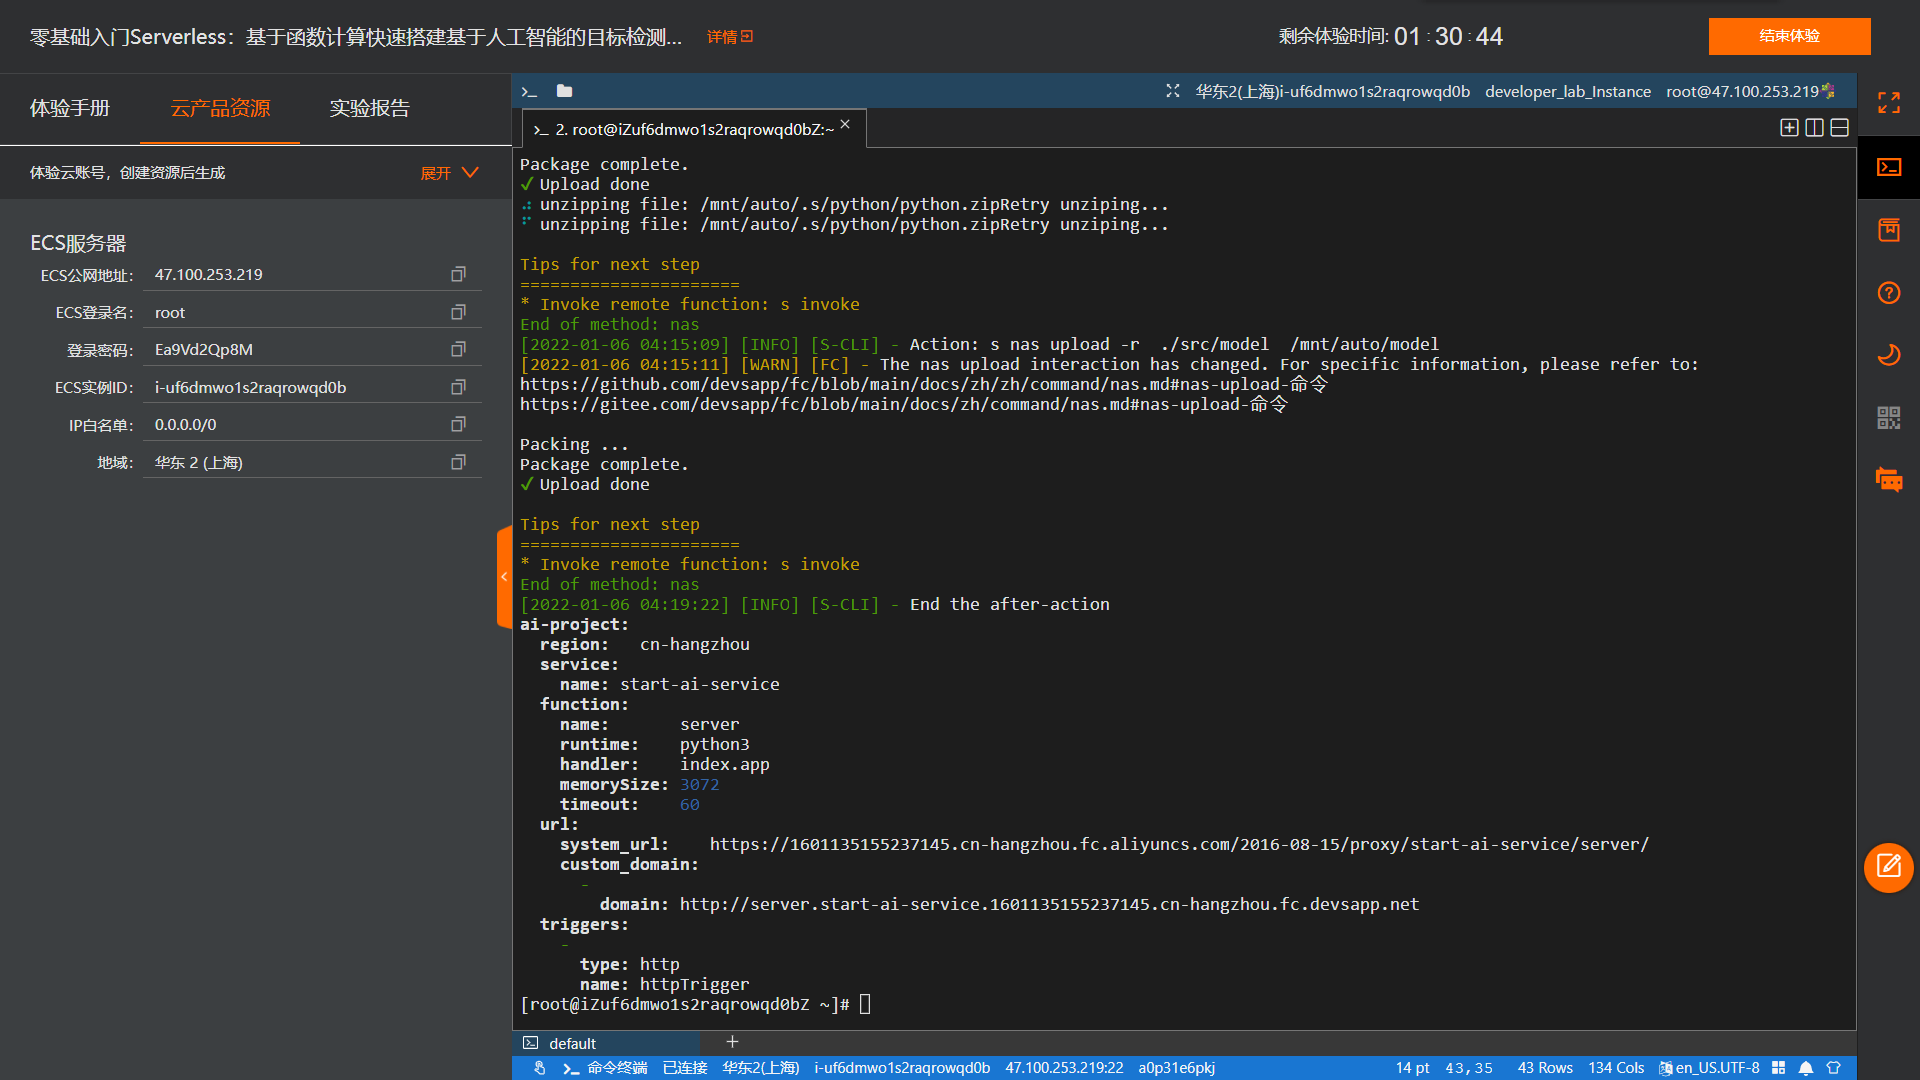 零基础入门Serverless：基于函数计算快速搭建基于人工智能的目标检测... 详情
剩余体验时间: 01 : 30 : 44
结束体验
体验手册 云产品资源 实验报告
体验云账号，创建资源后生成 展开
ECS服务器
ECS公网地址： 47.100.253.219
ECS登录名： root
登录密码： Ea9Vd2Qp8M
ECS实例ID： i-uf6dmwo1s2raqrowqd0b
IP白名单： 0.0.0.0/0
地域： 华东 2 (上海)
华东2(上海)i-uf6dmwo1s2raqrowqd0b developer_lab_Instance root@47.100.253.219
2. root@iZuf6dmwo1s2raqrowqd0bZ:~
Package complete.
✓ Upload done
unzipping file: /mnt/auto/.s/python/python.zipRetry unziping...
unzipping file: /mnt/auto/.s/python/python.zipRetry unziping...
Tips for next step
======================
* Invoke remote function: s invoke
End of method: nas
[2022-01-06 04:15:09] [INFO] [S-CLI] - Action: s nas upload -r  ./src/model  /mnt/auto/model
[2022-01-06 04:15:11] [WARN] [FC] - The nas upload interaction has changed. For specific information, please refer to:
https://github.com/devsapp/fc/blob/main/docs/zh/zh/command/nas.md#nas-upload-命令
https://gitee.com/devsapp/fc/blob/main/docs/zh/command/nas.md#nas-upload-命令
Packing ...
Package complete.
✓ Upload done
Tips for next step
======================
* Invoke remote function: s invoke
End of method: nas
[2022-01-06 04:19:22] [INFO] [S-CLI] - End the after-action
ai-project:
region: cn-hangzhou
service:
name: start-ai-service
function:
name: server
runtime: python3
handler: index.app
memorySize: 3072
timeout: 60
url:
system_url: https://1601135155237145.cn-hangzhou.fc.aliyuncs.com/2016-08-15/proxy/start-ai-service/server/
custom_domain:
-
domain: http://server.start-ai-service.1601135155237145.cn-hangzhou.fc.devsapp.net
triggers:
-
type: http
name: httpTrigger
[root@iZuf6dmwo1s2raqrowqd0bZ ~]#
default +
命令终端 已连接 华东2(上海) i-uf6dmwo1s2raqrowqd0b 47.100.253.219:22 a0p31e6pkj 14 pt 43,35 43 Rows 134 Cols en_US.UTF-8